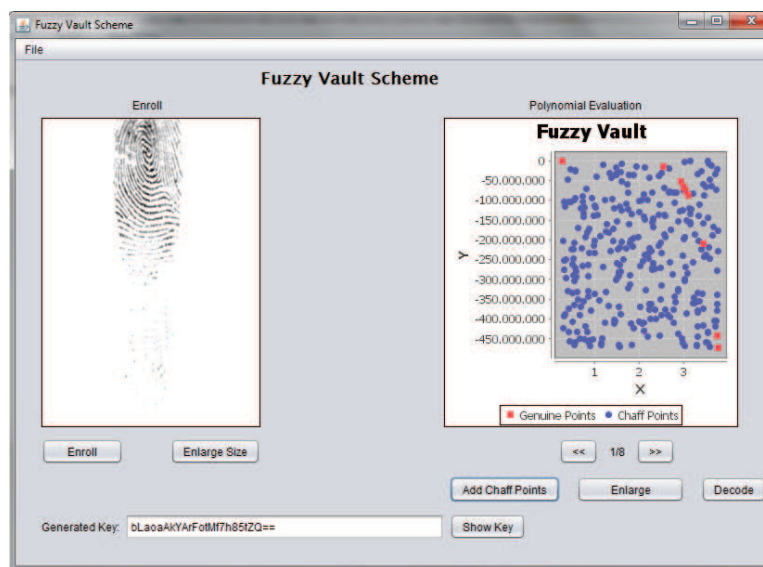 Fuzzy Vault Scheme
File
Fuzzy Vault Scheme
Enroll
Polynomial Evaluation
Fuzzy Vault
0
-50.000.000
-100.000.000
-150.000.000
-200.000.000
-250.000.000
-300.000.000
-350.000.000
-400.000.000
-450.000.000
Y
1 2 3
X
Genuine Points Chaff Points
Enroll Enlarge Size << 1/8 >>
Add Chaff Points Enlarge Decode
Generated Key: bLaoaAkYArFotMf7h85tZQ== Show Key